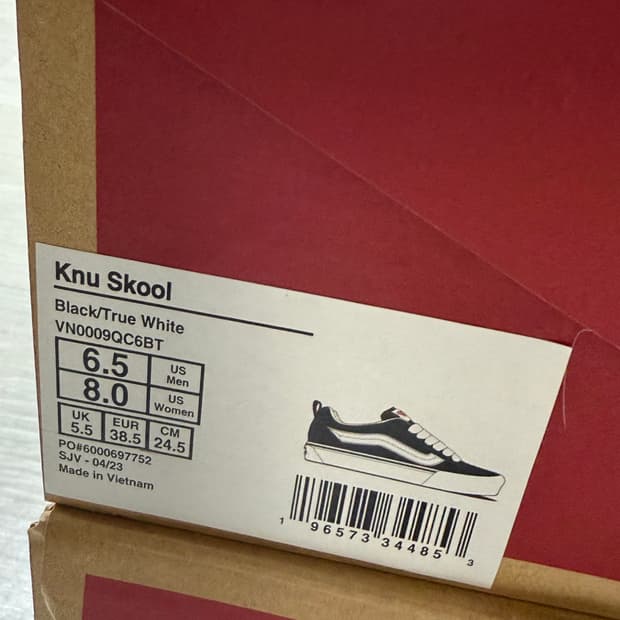 Knu Skool
Black/True White
VN0009QC6BT
6.5 US Men
8.0 US Women
UK 5.5 EUR 38.5 CM 24.5
PO#6000697752
SJV - 04/23
Made in Vietnam
1 96573 34485 3